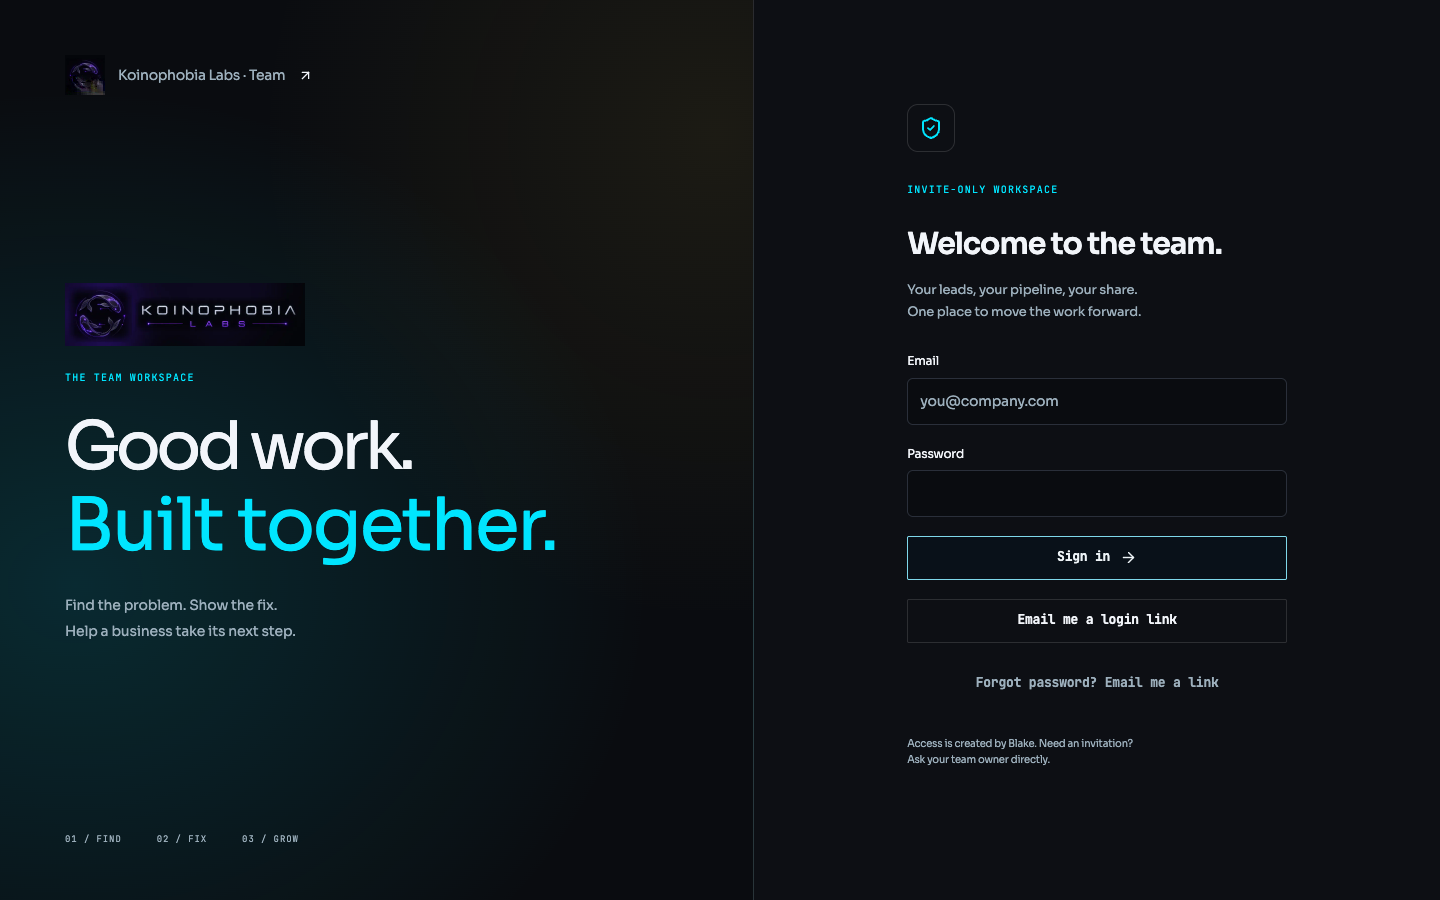 Koinophobia Labs · Team
KOINOPHOBIA
LABS
THE TEAM WORKSPACE
Good work.
Built together.
Find the problem. Show the fix.
Help a business take its next step.
01 / FIND 02 / FIX 03 / GROW
INVITE-ONLY WORKSPACE
Welcome to the team.
Your leads, your pipeline, your share.
One place to move the work forward.
Email
you@company.com
Password
Sign in
Email me a login link
Forgot password? Email me a link
Access is created by Blake. Need an invitation?
Ask your team owner directly.